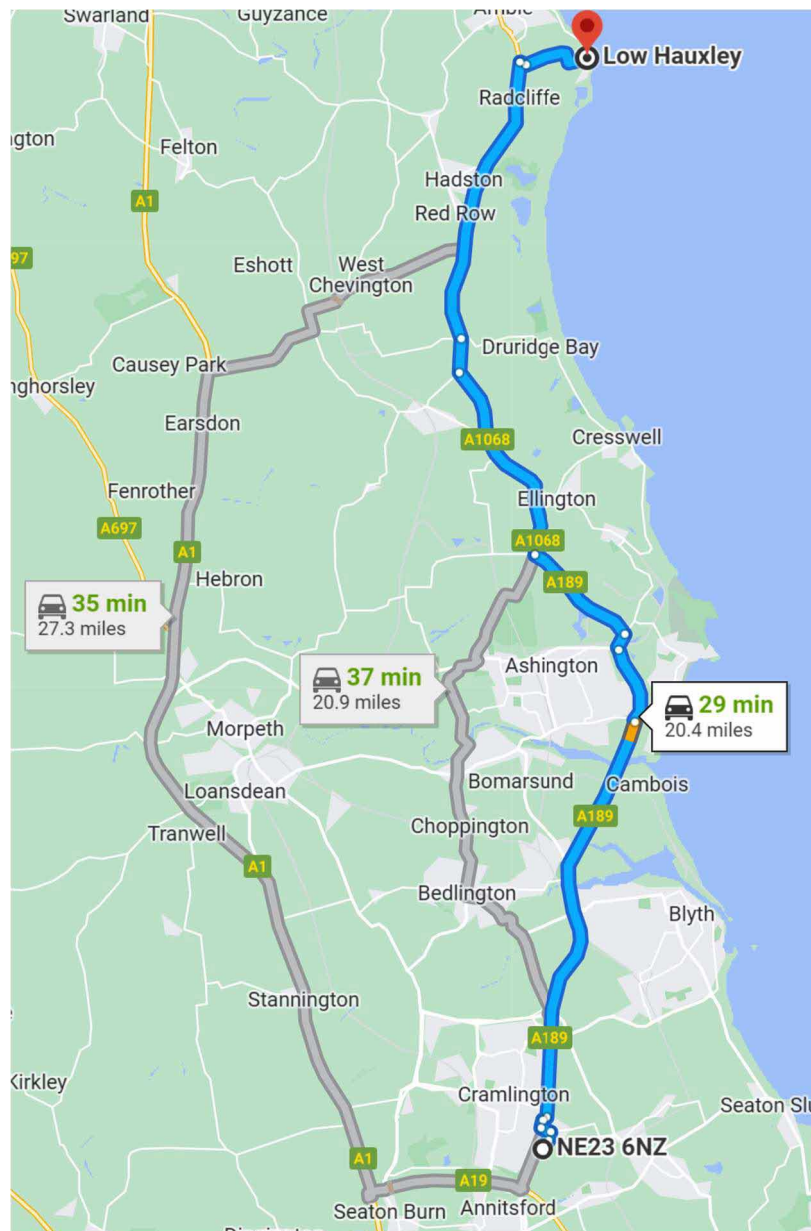 Swarland
Guyzance
Amble
Low Hauxley
Radcliffe
Felton
Hadston
A1
Red Row
Eshott
West
Chevington
Causey Park
Druridge Bay
Earsdon
A1068
Cresswell
Fenrother
Ellington
A697
A1
A1068
A189
Hebron
35 min
27.3 miles
37 min
20.9 miles
Ashington
29 min
20.4 miles
Morpeth
Bomarsund
Cambois
Loansdean
A189
Choppington
Tranwell
A1
Bedlington
Blyth
Stannington
A189
Kirkley
Cramlington
Seaton Slu
NE23 6NZ
A1
A19
Seaton Burn
Annitsford